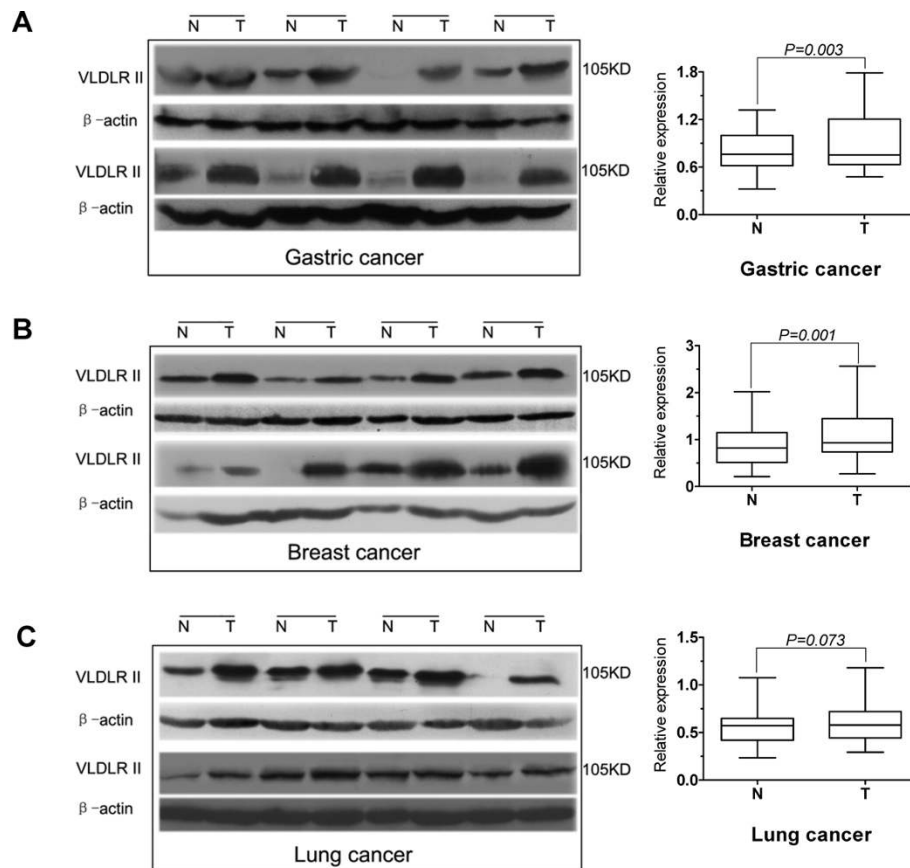 A
N T N T N T N T
VLDLR II
105KD
β-actin
VLDLR II
105KD
β-actin
Gastric cancer
P=0.003
Relative expression
1.8
1.2
0.6
0.0
N T
Gastric cancer
B
N T N T N T N T
VLDLR II
105KD
β-actin
VLDLR II
105KD
β-actin
Breast cancer
P=0.001
Relative expression
3
2
1
0
N T
Breast cancer
C
N T N T N T N T
VLDLR II
105KD
β-actin
VLDLR II
105KD
β-actin
Lung cancer
P=0.073
Relative expression
1.5
1.0
0.5
0.0
N T
Lung cancer